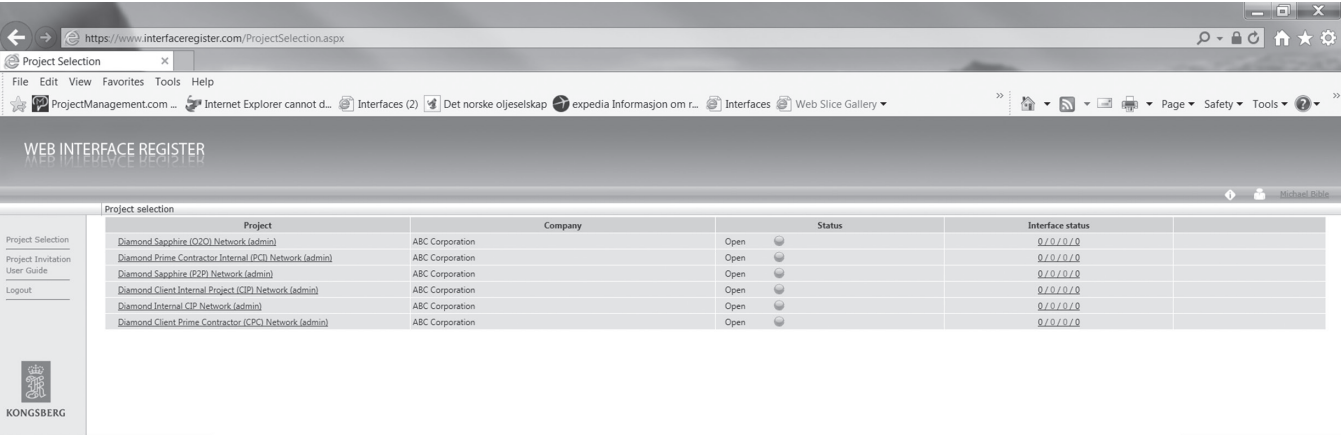 https://www.interfaceregister.com/ProjectSelection.aspx
Project Selection
File Edit View Favorites Tools Help
ProjectManagement.com ... Internet Explorer cannot d... Interfaces (2) Det norske oljeselskap expedia Informasjon om r... Interfaces Web Slice Gallery Page Safety Tools
WEB INTERFACE REGISTER
Michael Bible
Project selection
Project Company Status Interface status
Project Selection
Project Invitation
User Guide
Logout
Diamond Sapphire (O2O) Network (admin) ABC Corporation Open 0 / 0 / 0 / 0
Diamond Prime Contractor Internal (PCI) Network (admin) ABC Corporation Open 0 / 0 / 0 / 0
Diamond Sapphire (P2P) Network (admin) ABC Corporation Open 0 / 0 / 0 / 0
Diamond Client Internal Project (CIP) Network (admin) ABC Corporation Open 0 / 0 / 0 / 0
Diamond Internal CIP Network (admin) ABC Corporation Open 0 / 0 / 0 / 0
Diamond Client Prime Contractor (CPC) Network (admin) ABC Corporation Open 0 / 0 / 0 / 0
KONGSBERG